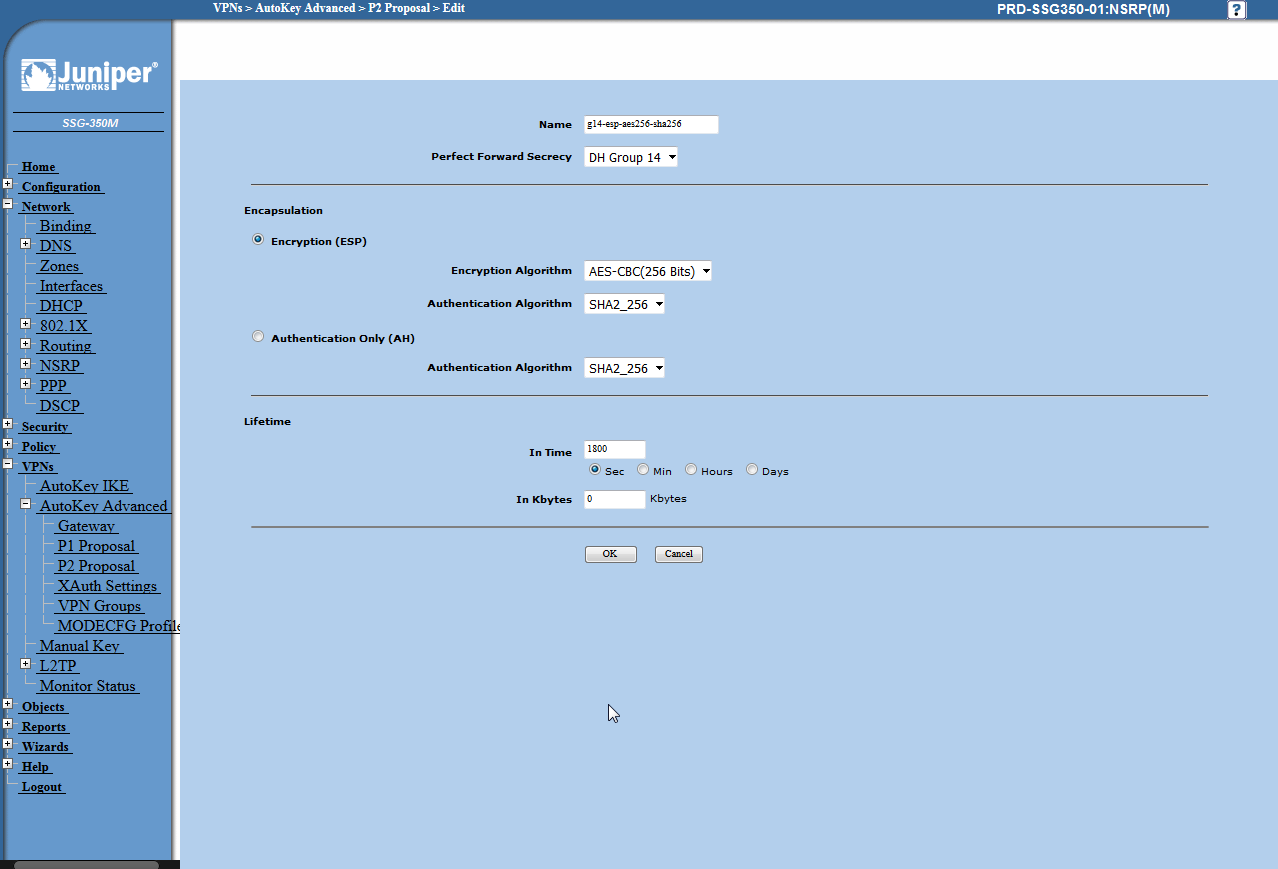 VPNs > AutoKey Advanced > P2 Proposal > Edit
PRD-SSG350-01:NSRP(M)
?
Juniper®
NETWORKS
SSG-350M
Home
Configuration
Network
Binding
DNS
Zones
Interfaces
DHCP
802.1X
Routing
NSRP
PPP
DSCP
Security
Policy
VPNs
AutoKey IKE
AutoKey Advanced
Gateway
P1 Proposal
P2 Proposal
XAuth Settings
VPN Groups
MODECFG Profile
Manual Key
L2TP
Monitor Status
Objects
Reports
Wizards
Help
Logout
Name g14-esp-aes256-sha256
Perfect Forward Secrecy DH Group 14
Encapsulation
Encryption (ESP)
Encryption Algorithm AES-CBC(256 Bits)
Authentication Algorithm SHA2_256
Authentication Only (AH)
Authentication Algorithm SHA2_256
Lifetime
In Time 1800
Sec Min Hours Days
In Kbytes 0 Kbytes
OK Cancel